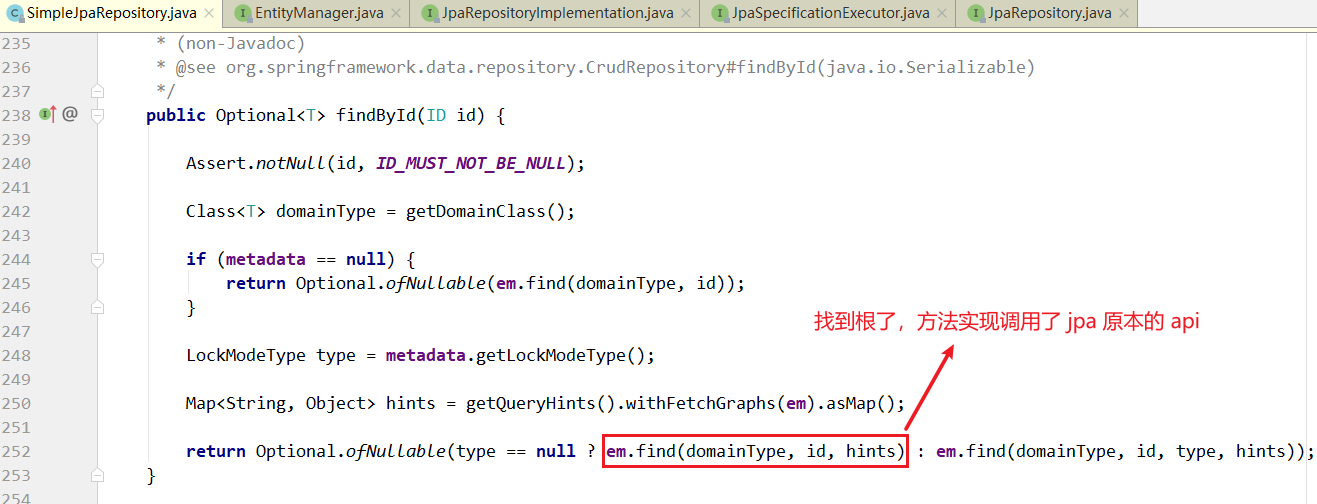 SimpleJpaRepository.java
EntityManager.java
JpaRepositoryImplementation.java
JpaSpecificationExecutor.java
JpaRepository.java
235 * (non-Javadoc)
236 * @see org.springframework.data.repository.CrudRepository#findById(java.io.Serializable)
237 */
238 public Optional<T> findById(ID id) {
239
240 Assert.notNull(id, ID_MUST_NOT_BE_NULL);
241
242 Class<T> domainType = getDomainClass();
243
244 if (metadata == null) {
245 return Optional.ofNullable(em.find(domainType, id));
246 }
找到根了，方法实现调用了 jpa 原本的 api
247
248 LockModeType type = metadata.getLockModeType();
249
250 Map<String, Object> hints = getQueryHints().withFetchGraphs(em).asMap();
251
252 return Optional.ofNullable(type == null ? em.find(domainType, id, hints) : em.find(domainType, id, type, hints));
253 }
254